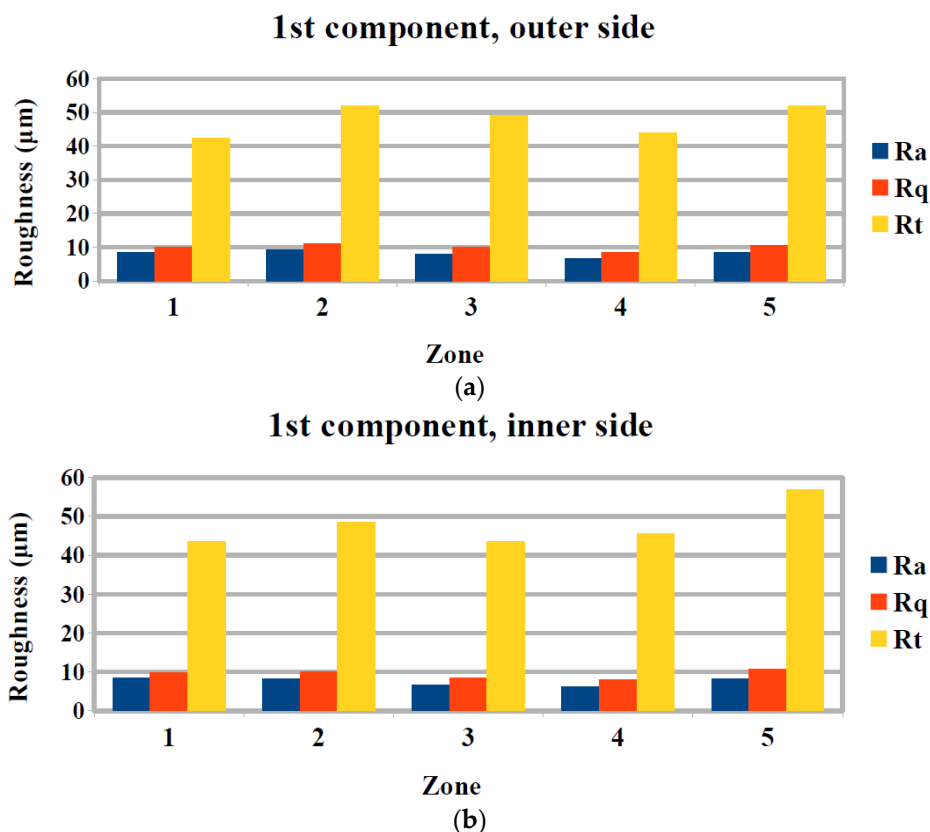 1st component, outer side
Roughness (μm)
60
50
40
30
20
10
0
1 2 3 4 5
Zone
Ra
Rq
Rt
(a)
1st component, inner side
Roughness (μm)
60
50
40
30
20
10
0
1 2 3 4 5
Zone
Ra
Rq
Rt
(b)